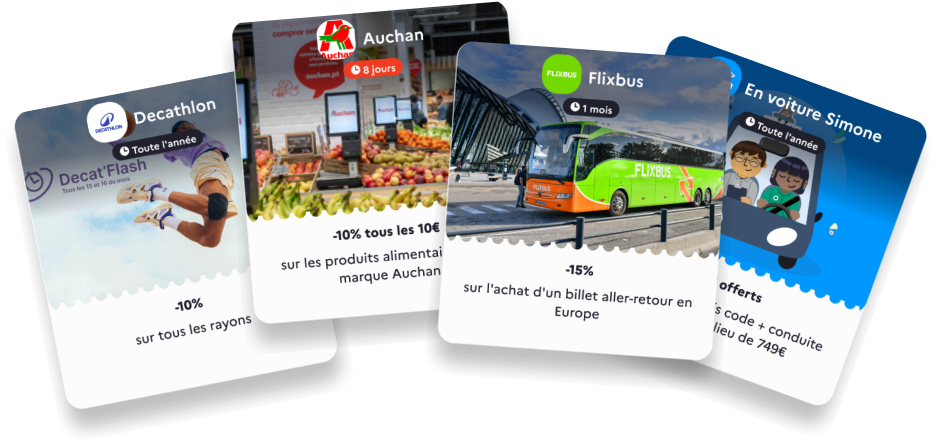 DECATHLON
Decathlon
Toute l'année
Decat'Flash
Tous les 15 et 16 du mois
-10%
sur tous les rayons
Auchan
Auchan
8 jours
auchan.pt
Auchan
-10% tous les 10€
sur les produits alimentai
marque Auchan
FLIXBUS
Flixbus
1 mois
FLIXBUS
FLIXBUS
-15%
sur l'achat d'un billet aller-retour en
Europe
En voiture Simone
Toute l'année
offerts
s code + conduite
lieu de 749€